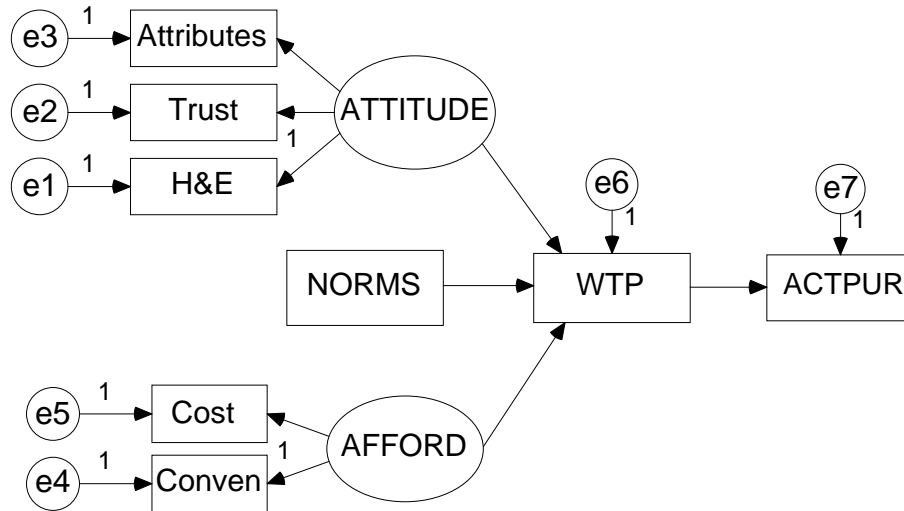 e3
1
Attributes
e2
1
Trust
ATTITUDE
1
e1
1
H&E
e6
1
e7
1
NORMS
WTP
ACTPUR
e5
1
Cost
AFFORD
1
e4
1
Conven